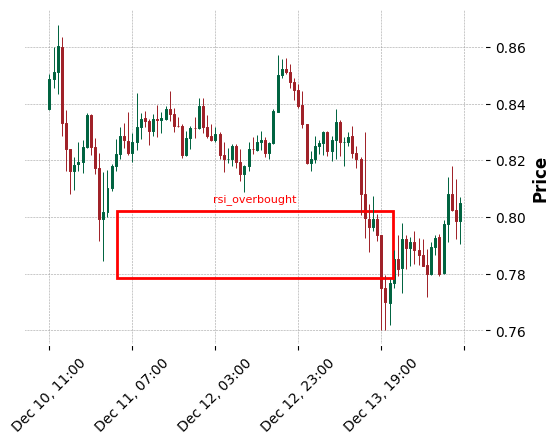 0.86
0.84
0.82
0.80
0.78
0.76
Price
rsi_overbought
Dec 10, 11:00
Dec 11, 07:00
Dec 12, 03:00
Dec 12, 23:00
Dec 13, 19:00